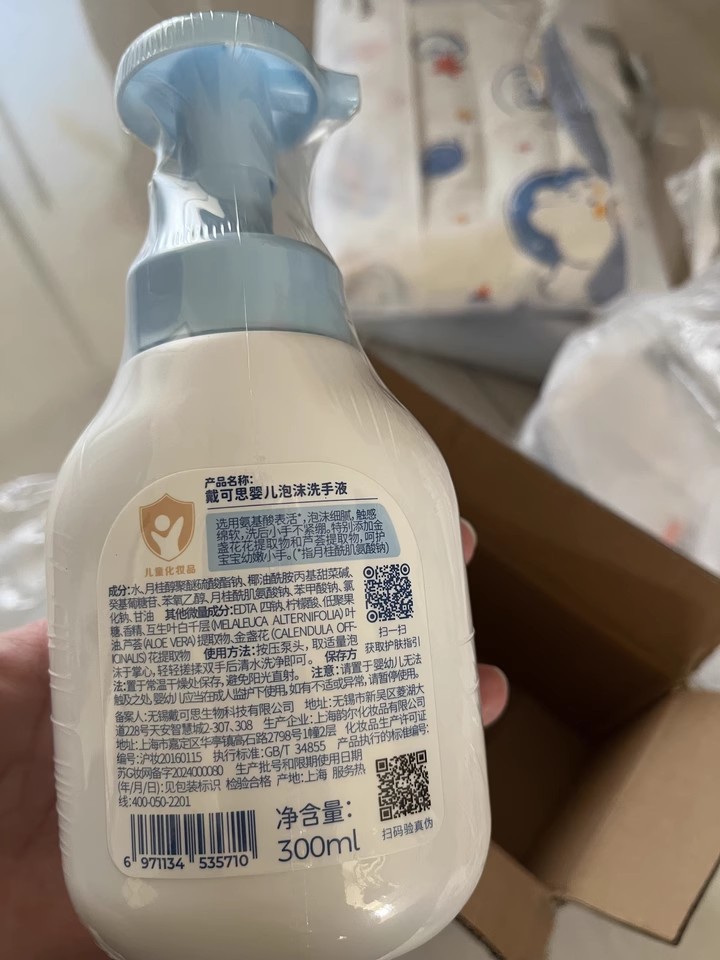 产品名称：
戴可思婴儿泡沫洗手液
选用氨基酸表活*，泡沫细腻，触感
绵软，洗后小手不紧绷。特别添加金
盏花花提取物和芦荟提取物，呵护
宝宝幼嫩小手。(*指月桂酰肌氨酸钠)
儿童化妆品
成分：水、月桂醇聚醚硫酸酯钠、椰油酰胺丙基甜菜碱、
癸基葡糖苷、苯氧乙醇、月桂酰肌氨酸钠、苯甲酸钠、氯
化钠、甘油 其他微量成分：EDTA 四钠、柠檬酸、低聚果
糖、香精、互生叶白千层 (MELALEUCA ALTERNIFOLIA) 叶
油、芦荟 (ALOE VERA) 提取物、金盏花 (CALENDULA OFF-
ICINALIS) 花提取物 使用方法：按压泵头，取适量泡
沫于掌心，轻轻搓揉双手后清水洗净即可。 保存方
法：置于常温干燥处保存，避免阳光直射。 注意：请置于婴幼儿无法
触及之处，婴幼儿应当在成人监护下使用，如有不适或异常，请暂停使用。
扫一扫
获取护肤指引
备案人：无锡戴可思生物科技有限公司 地址：无锡市新吴区菱湖大
道228号天安智慧城2-307、308 生产企业：上海韵尔化妆品有限公司
地址：上海市嘉定区华亭镇高石路2798号1幢2层 化妆品生产许可证
编号：沪妆20160115 执行标准：GB/T 34855 产品执行的标准编号：
苏G妆网备字2024000080 生产批号和限期使用日期
(年/月/日)：见包装标识 检验合格 产地：上海 服务热
线：400-050-2201
6 971134 535710
净含量：
300ml
扫码验真伪